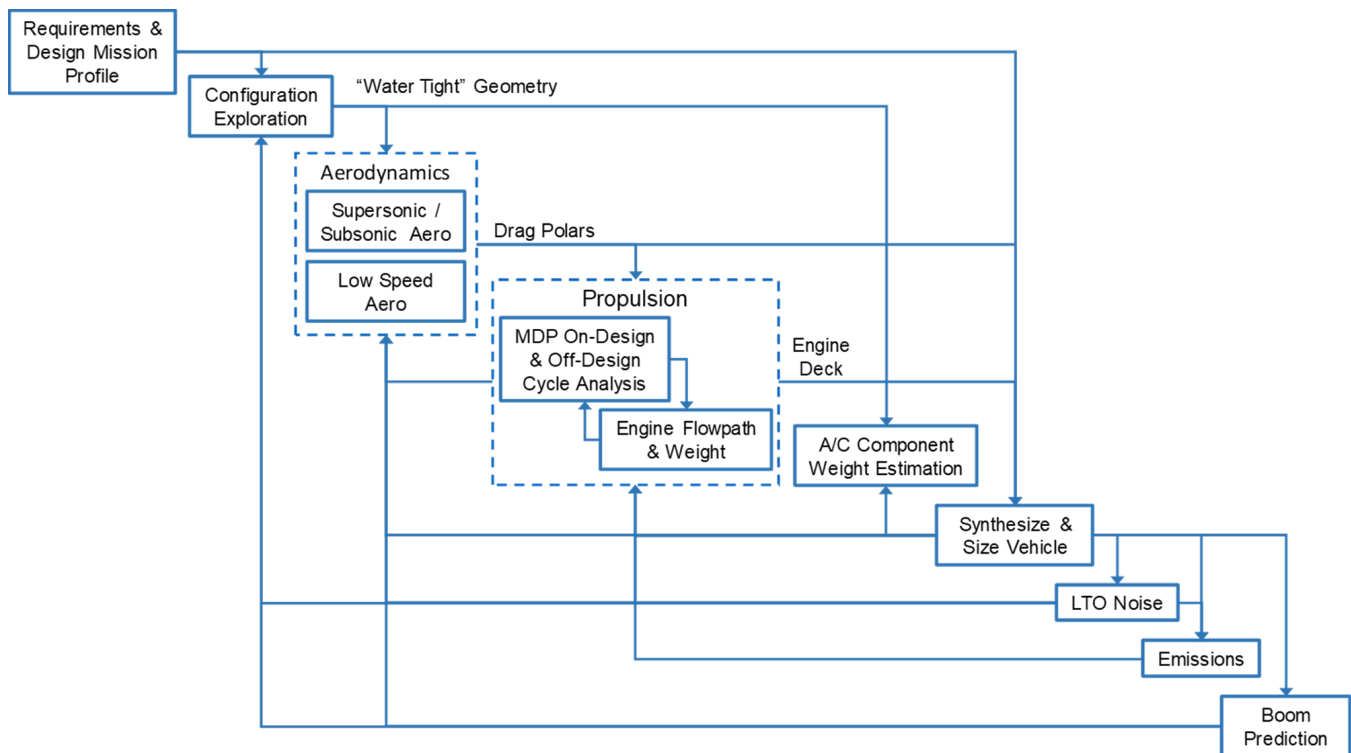 Requirements &
Design Mission
Profile
Configuration
Exploration
“Water Tight” Geometry
Aerodynamics
Supersonic /
Subsonic Aero
Low Speed
Aero
Drag Polars
Propulsion
MDP On-Design
& Off-Design
Cycle Analysis
Engine Flowpath
& Weight
Engine
Deck
A/C Component
Weight Estimation
Synthesize &
Size Vehicle
LTO Noise
Emissions
Boom
Prediction